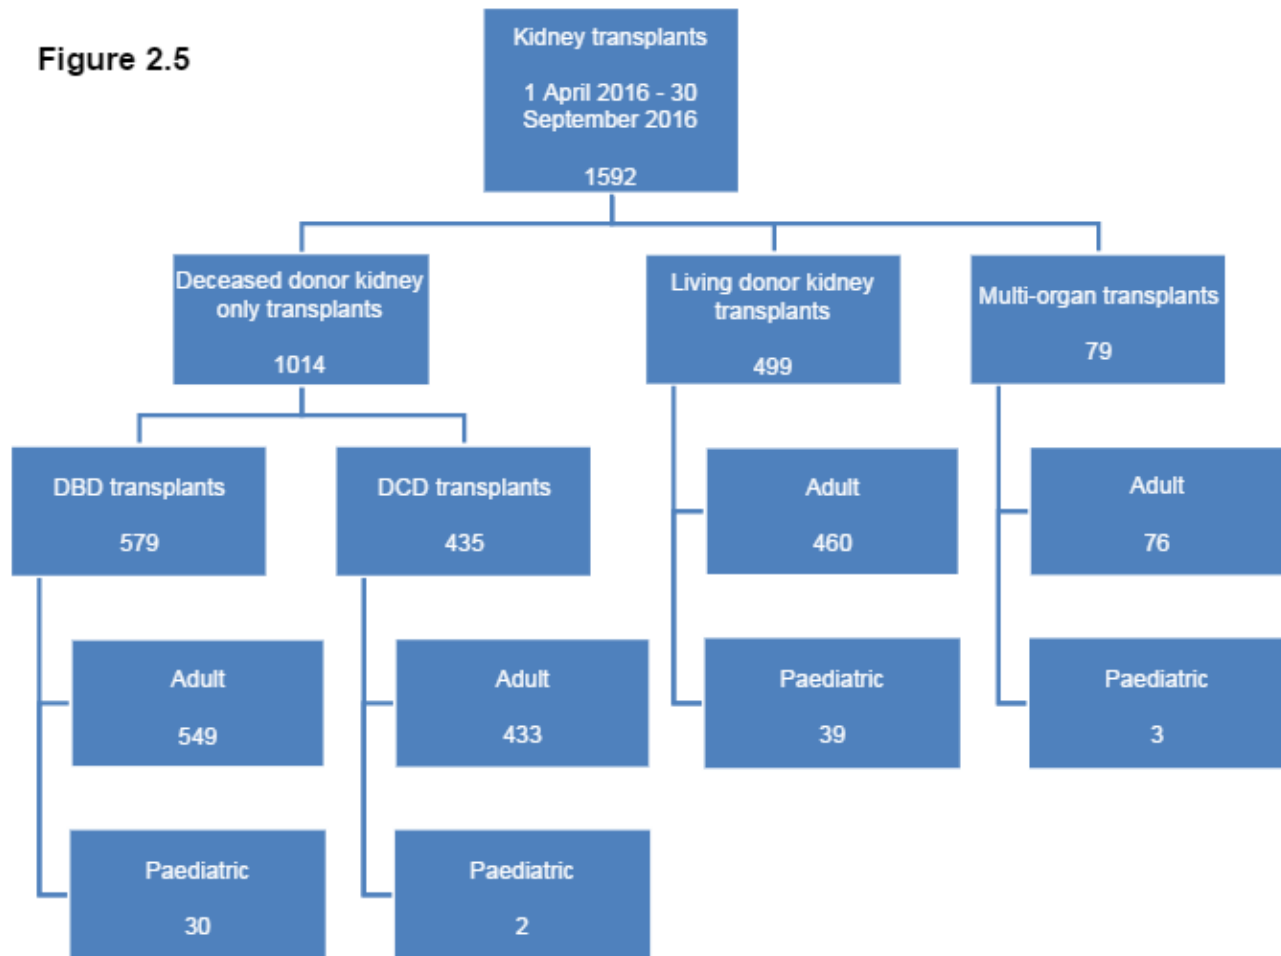 Figure 2.5
Kidney transplants
1 April 2016 - 30
September 2016
1592
Deceased donor kidney
only transplants
1014
Living donor kidney
transplants
499
Multi-organ transplants
79
DBD transplants
579
DCD transplants
435
Adult
460
Adult
76
Adult
549
Adult
433
Paediatric
39
Paediatric
3
Paediatric
30
Paediatric
2